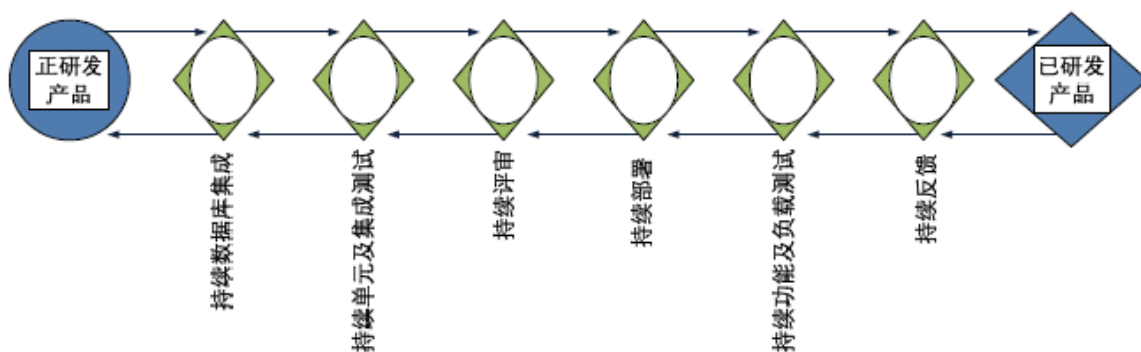 正研发
产品
已研发
产品
持续数据库集成
持续单元及集成测试
持续评审
持续部署
持续功能及负载测试
持续反馈